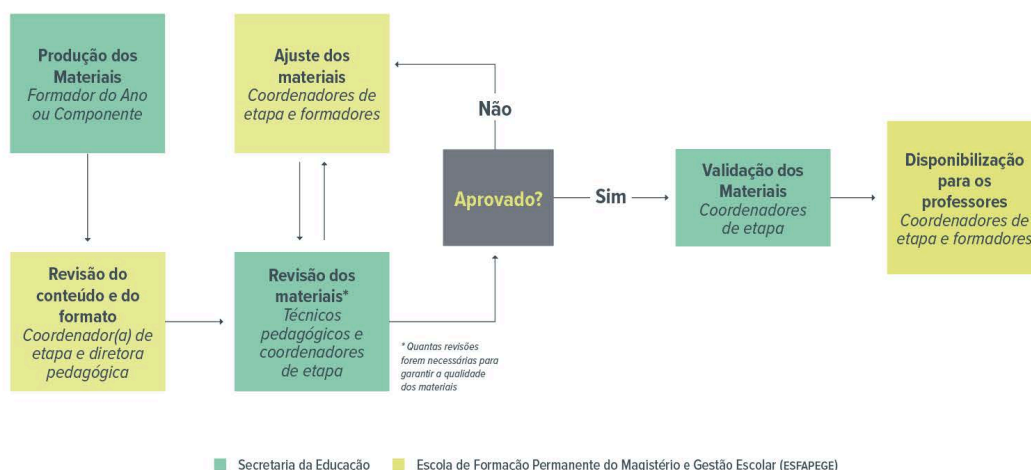 Produção dos
Materiais
Formador do Ano
ou Componente
Ajuste dos
materiais
Coordenadores de
etapa e formadores
Não
Aprovado?
Sim
Validação dos
Materiais
Coordenadores
de etapa
Disponibilização
para os
professores
Coordenadores de
etapa e formadores
Revisão do
conteúdo e do
formato
Coordenador(a) de
etapa e diretora
pedagógica
Revisão dos
materiais*
Técnicos
pedagógicos e
coordenadores
de etapa
* Quantas revisões
forem necessárias para
garantir a qualidade
dos materiais
Secretaria da Educação
Escola de Formação Permanente do Magistério e Gestão Escolar (ESFAPEGE)